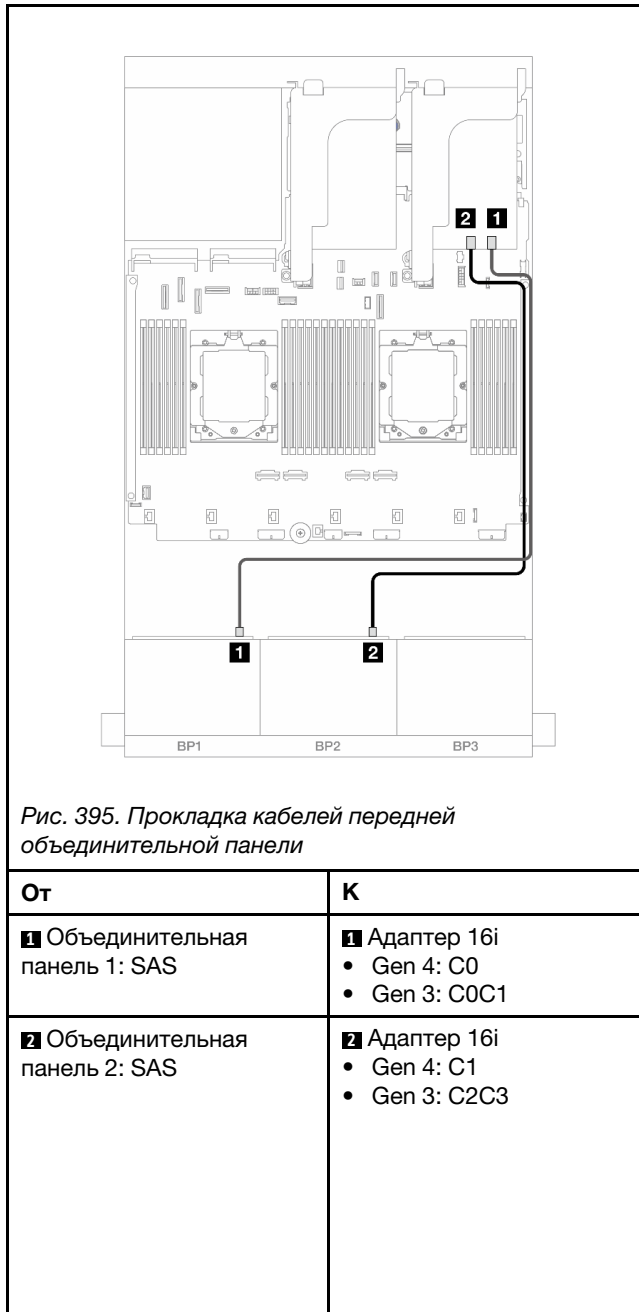 2 1
1 2
BP1 BP2 BP3
Рис. 395. Прокладка кабелей передней
объединительной панели
От К
1 Объединительная
панель 1: SAS
1 Адаптер 16i
• Gen 4: C0
• Gen 3: C0C1
2 Объединительная
панель 2: SAS
2 Адаптер 16i
• Gen 4: C1
• Gen 3: C2C3